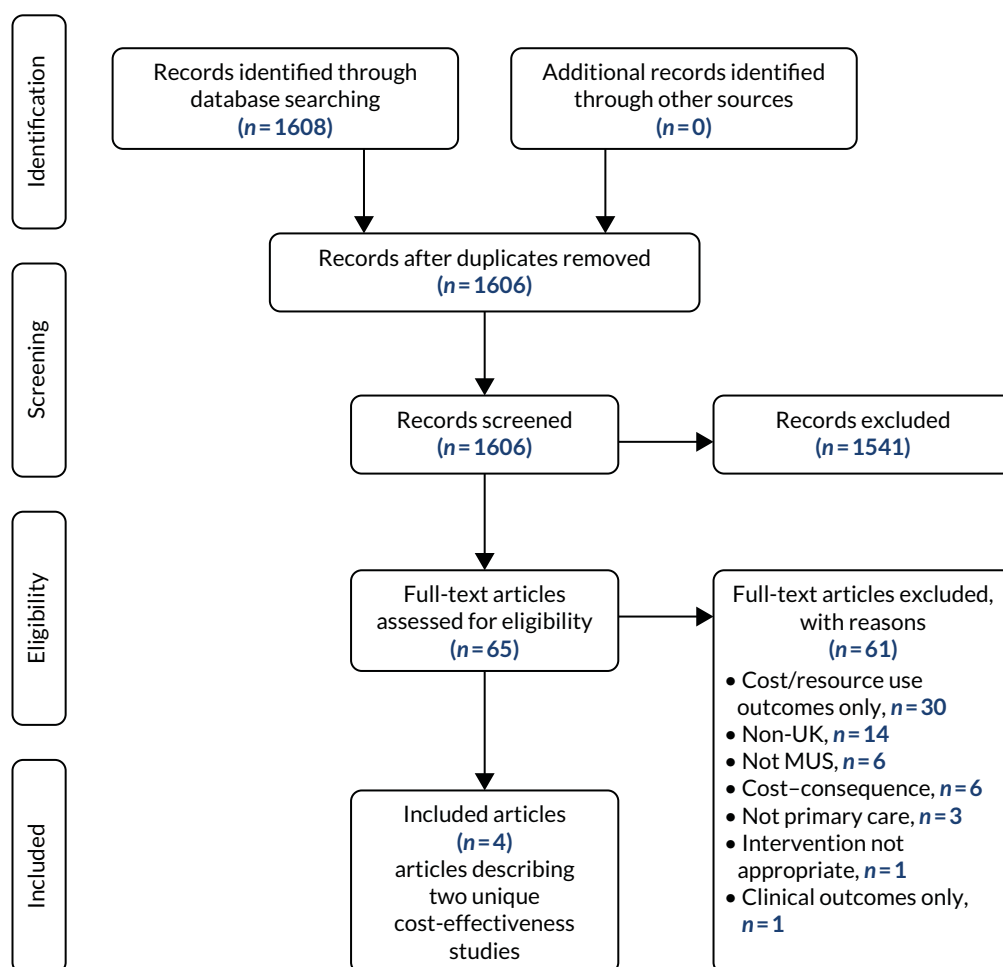 Identification
Records identified through
database searching
(n = 1608)
Additional records identified
through other sources
(n = 0)
Records after duplicates removed
(n = 1606)
Screening
Records screened
(n = 1606)
Records excluded
(n = 1541)
Eligibility
Full-text articles
assessed for eligibility
(n = 65)
Full-text articles excluded,
with reasons
(n = 61)
• Cost/resource use
outcomes only, n = 30
• Non-UK, n = 14
• Not MUS, n = 6
• Cost–consequence, n = 6
• Not primary care, n = 3
• Intervention not
appropriate, n = 1
• Clinical outcomes only,
n = 1
Included
Included articles
(n = 4)
articles describing
two unique
cost-effectiveness
studies